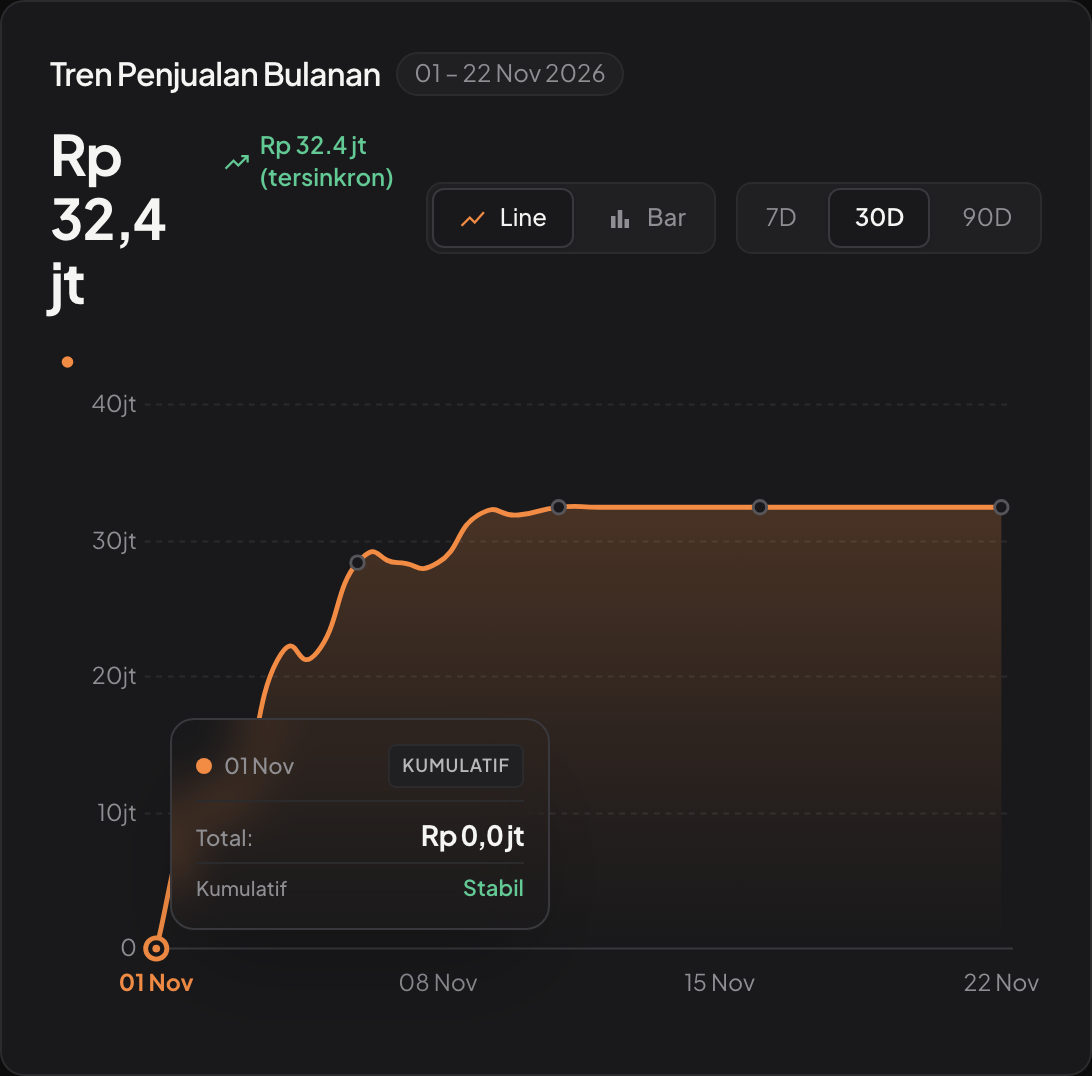 Tren Penjualan Bulanan 01 – 22 Nov 2026
Rp
32,4
jt
Rp 32.4 jt
(tersinkron)
Line Bar 7D 30D 90D
40jt
30jt
20jt
10jt
0
01 Nov KUMULATIF
Total: Rp 0,0 jt
Kumulatif Stabil
01 Nov 08 Nov 15 Nov 22 Nov